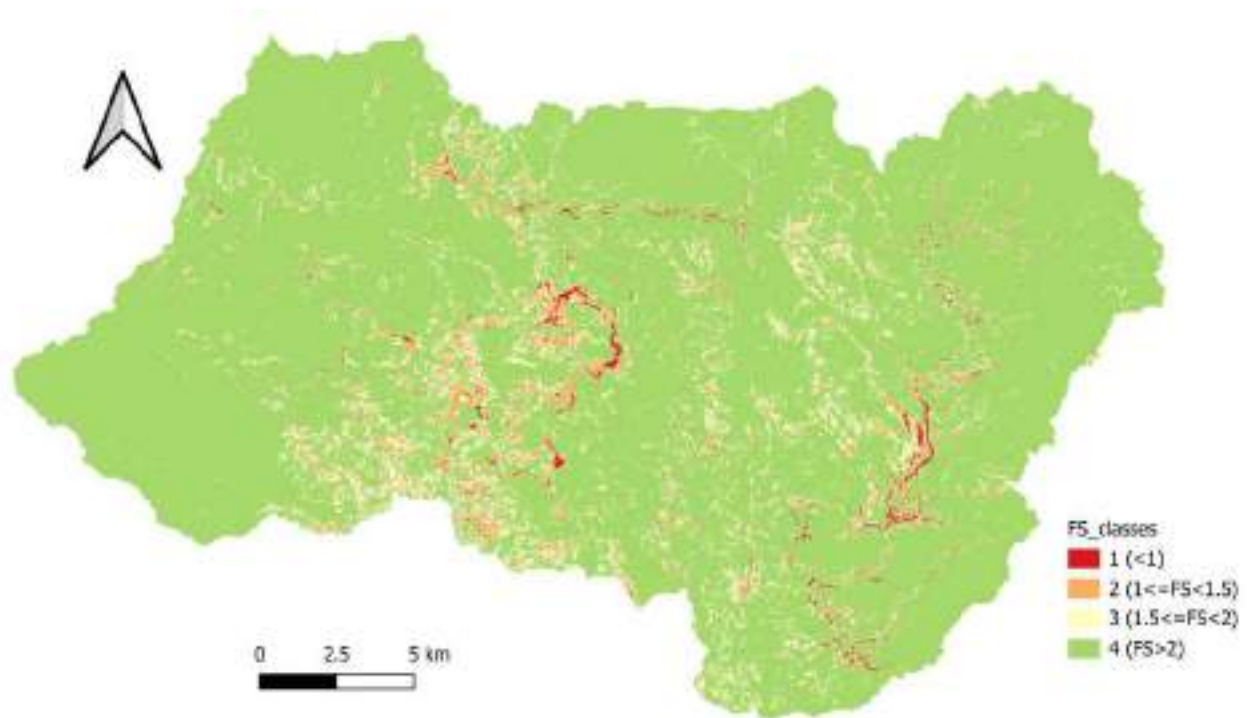 FS_classes
1 (<1)
2 (1<=FS<1.5)
3 (1.5<=FS<2)
4 (FS>2)
0 2.5 5 km